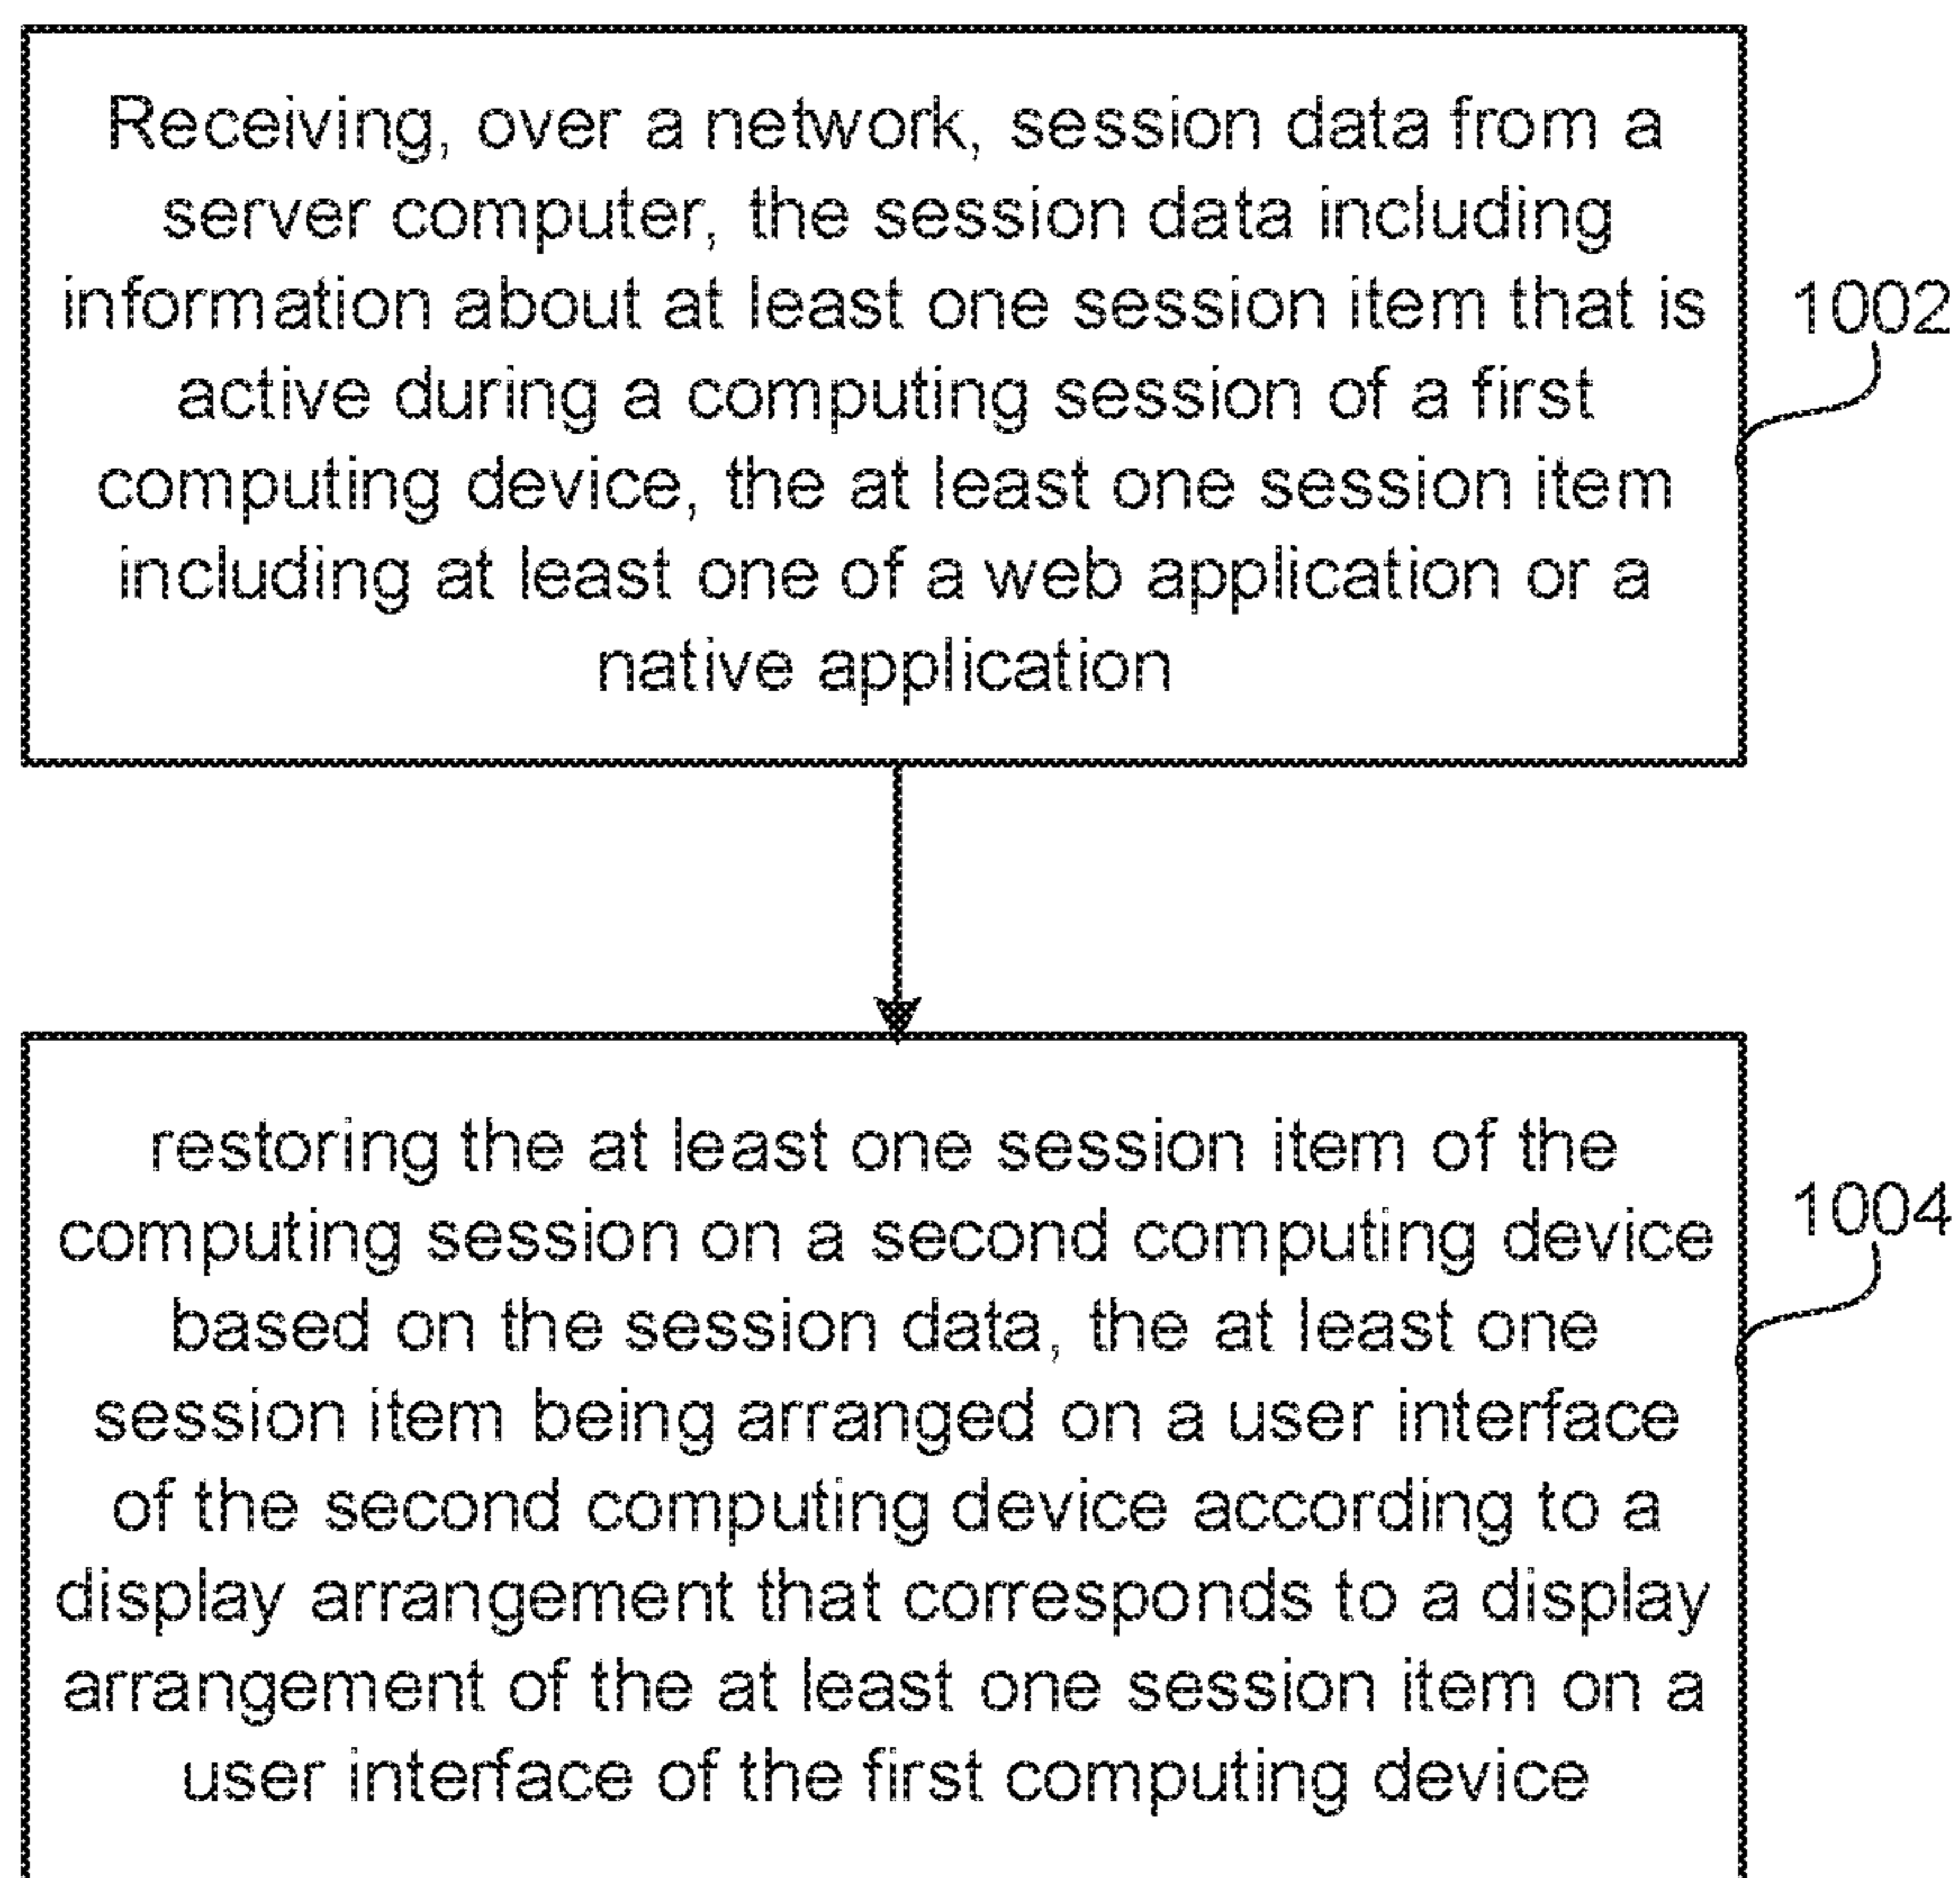 Receiving, over a network, session data from a
server computer, the session data including
information about at least one session item that is
active during a computing session of a first
computing device, the at least one session item
including at least one of a web application or a
native application
1002
restoring the at least one session item of the
computing session on a second computing device
based on the session data, the at least one
session item being arranged on a user interface
of the second computing device according to a
display arrangement that corresponds to a display
arrangement of the at least one session item on a
user interface of the first computing device
1004